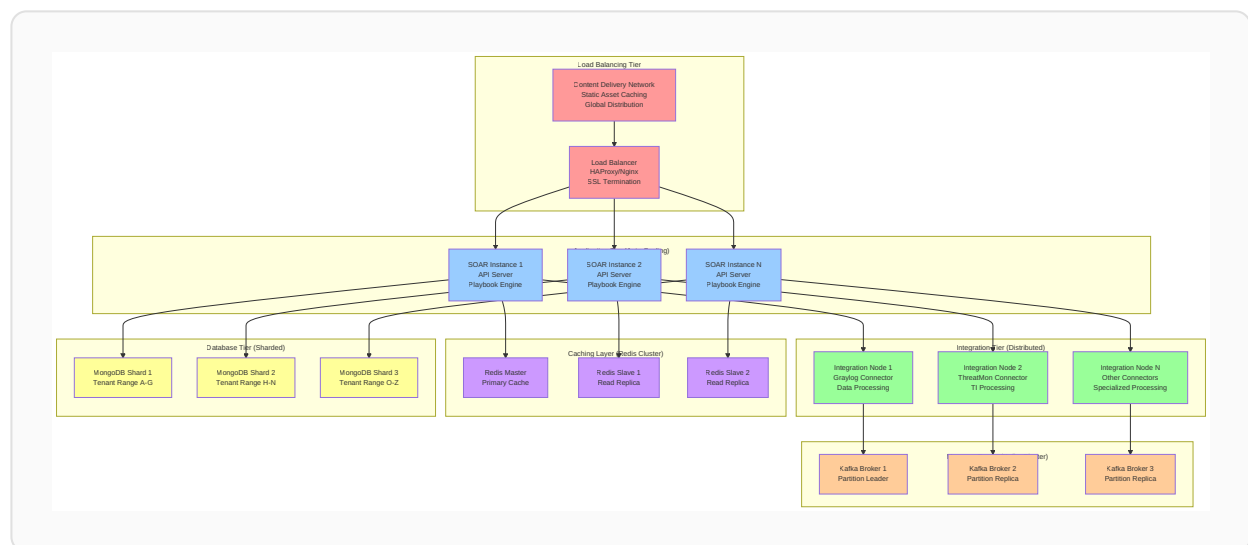 Load Balancing Tier
Content Delivery Network
Static Asset Caching
Global Distribution
Load Balancer
HAProxy/Nginx
SSL Termination
SOAR Instance 1
API Server
Playbook Engine
SOAR Instance 2
API Server
Playbook Engine
SOAR Instance N
API Server
Playbook Engine
Database Tier (Sharded)
MongoDB Shard 1
Tenant Range A-G
MongoDB Shard 2
Tenant Range H-N
MongoDB Shard 3
Tenant Range O-Z
Caching Layer (Redis Cluster)
Redis Master
Primary Cache
Redis Slave 1
Read Replica
Redis Slave 2
Read Replica
Integration Tier (Distributed)
Integration Node 1
Graylog Connector
Data Processing
Integration Node 2
ThreatMon Connector
TI Processing
Integration Node N
Other Connectors
Specialized Processing
Kafka Broker 1
Partition Leader
Kafka Broker 2
Partition Replica
Kafka Broker 3
Partition Replica